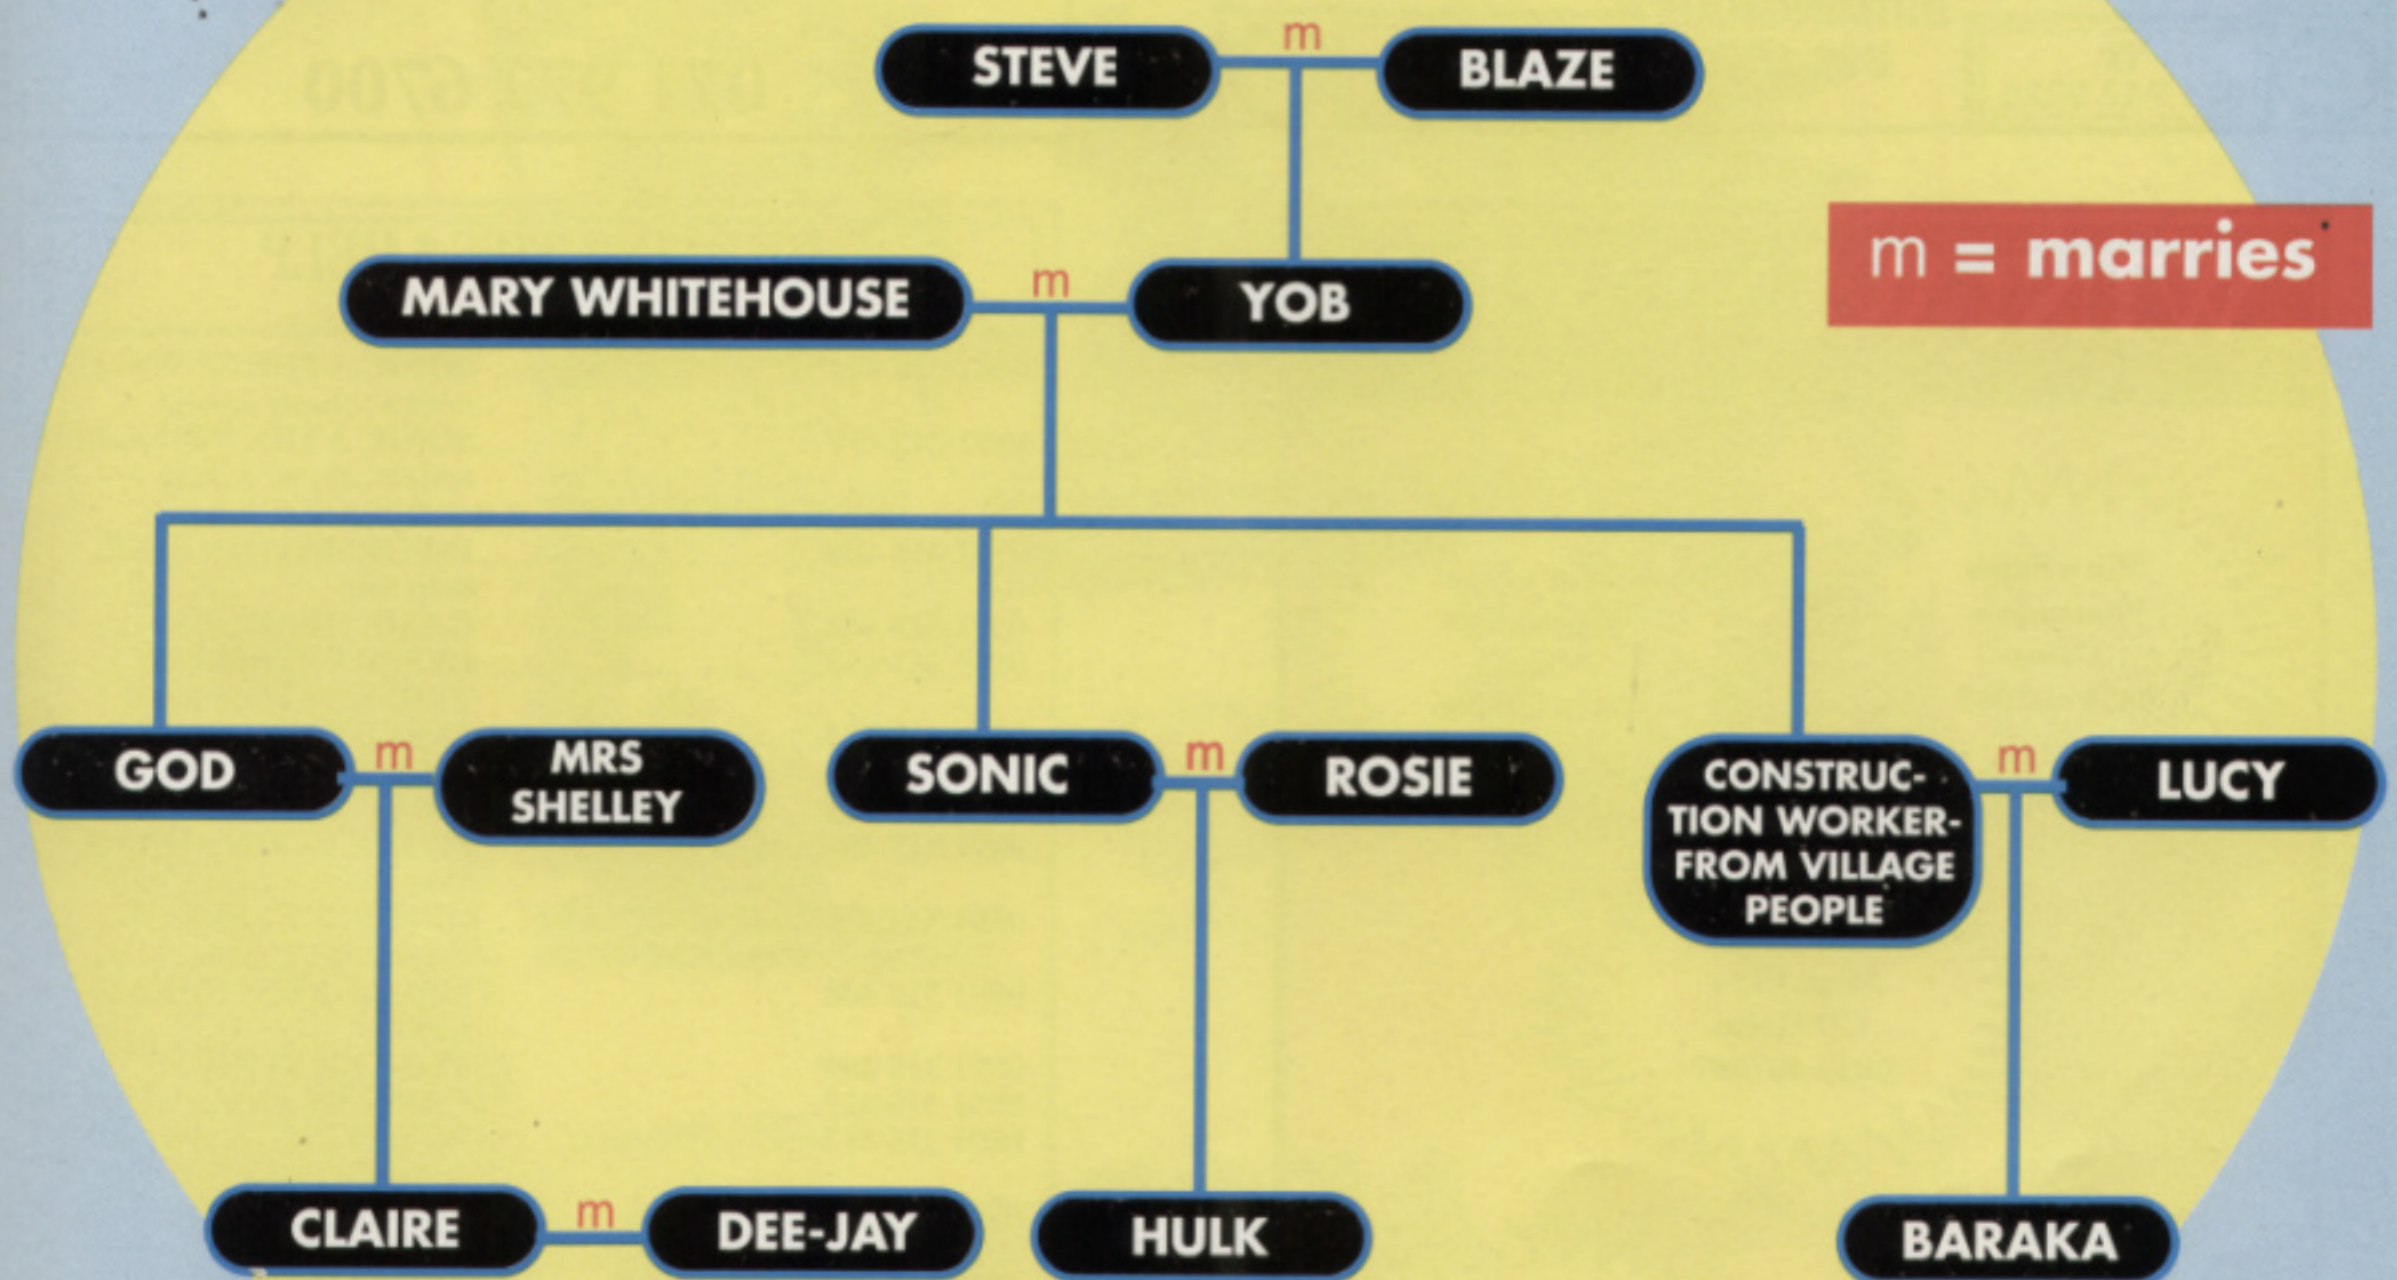 STEVE
m
BLAZE
m = marries
MARY WHITEHOUSE
m
YOB
GOD
m
MRS
SHELLEY
SONIC
m
ROSIE
CONSTRUC-
TION WORKER-
FROM VILLAGE
PEOPLE
m
LUCY
CLAIRE
m
DEE-JAY
HULK
BARAKA